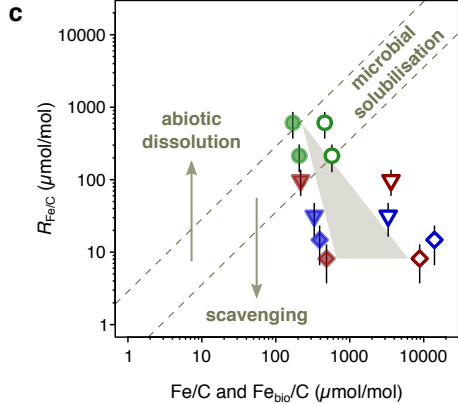 c
10000
1000
100
10
1
R_Fe/C (μmol/mol)
abiotic
dissolution
microbial
solubilisation
scavenging
1 10 100 1000 10000
Fe/C and Fe_bio/C (μmol/mol)